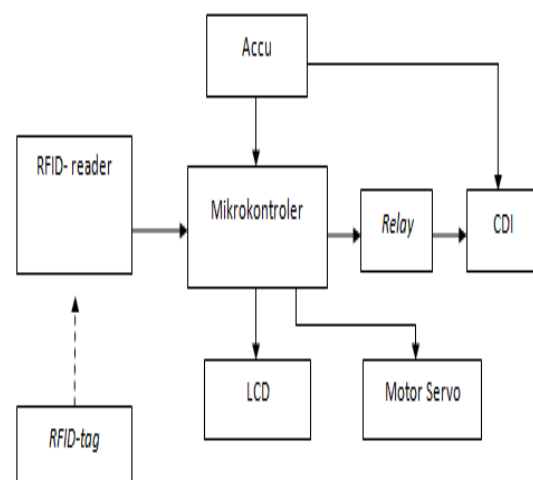 Accu
RFID- reader
Mikrokontroler
Relay
CDI
LCD
Motor Servo
RFID-tag